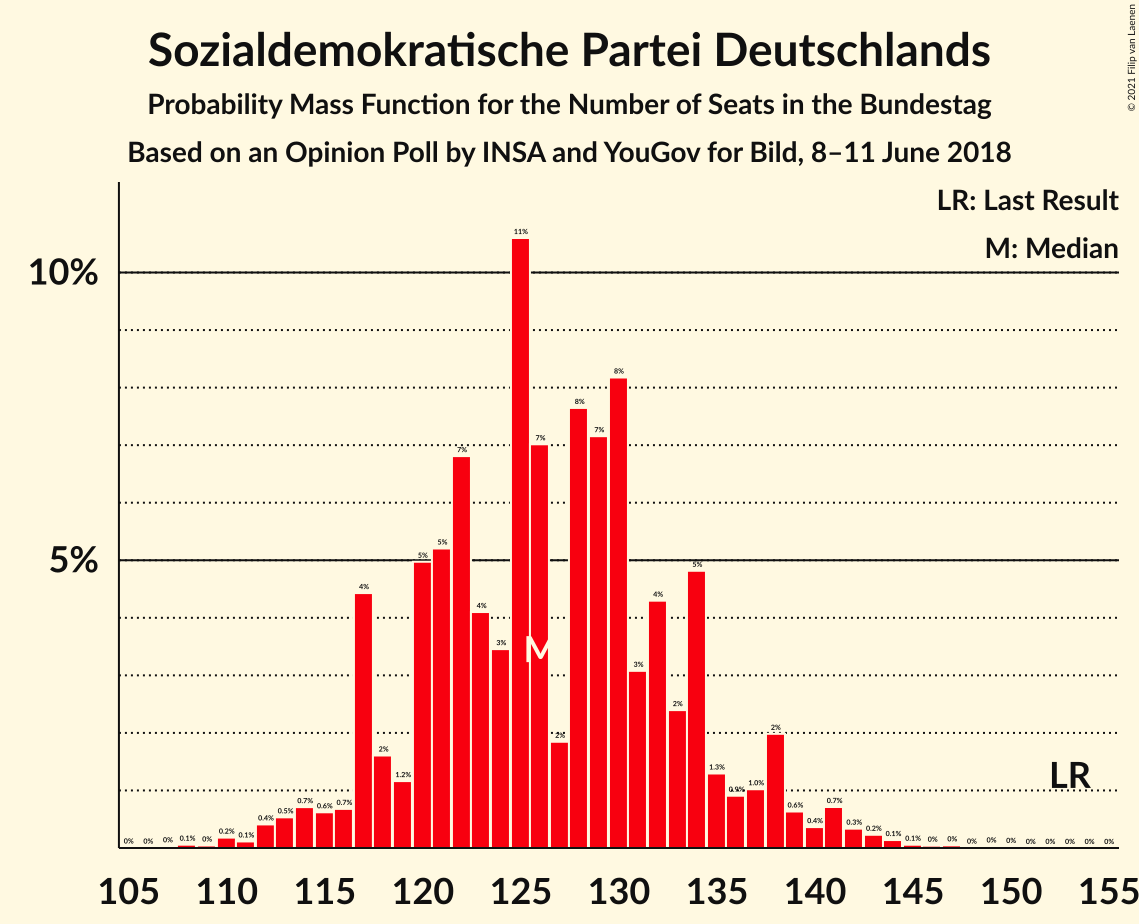 Sozialdemokratische Partei Deutschlands
Probability Mass Function for the Number of Seats in the Bundestag
Based on an Opinion Poll by INSA and YouGov for Bild, 8–11 June 2018
© 2021 Filip van Laenen
LR: Last Result
M: Median
10%
5%
0% 0% 0% 0.1% 0% 0.2% 0.1% 0.4% 0.5% 0.7% 0.6% 0.7% 4% 2% 1.2% 5% 5% 7% 4% 3% 11% 7% 2% 8% 7% 8% 3% 4% 2% 5% 1.3% 0.9% 1.0% 2% 0.6% 0.4% 0.7% 0.3% 0.2% 0.1% 0.1% 0% 0% 0% 0% 0% 0% 0% 0% 0% 0%
M
LR
105 110 115 120 125 130 135 140 145 150 155